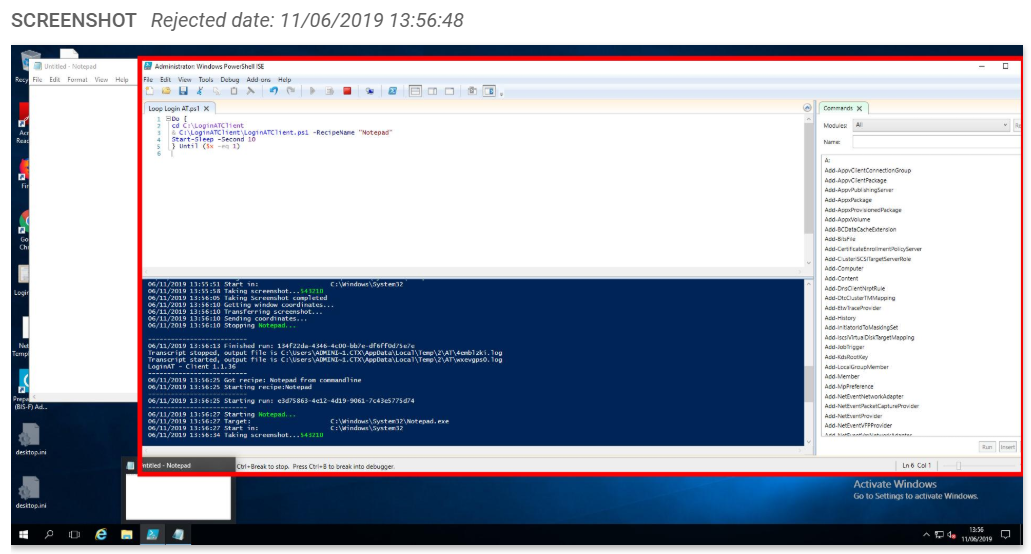 SCREENSHOT Rejected date: 11/06/2019 13:56:48
Untitled - Notepad
File Edit Format View Help
Administrator: Windows PowerShell ISE
File Edit View Tools Debug Add-ons Help
Loop Login AT.ps1 X
1 Do {
2 cd C:\LoginATClient
3 & C:\LoginATClient\LoginATClient.ps1 -RecipeName "Notepad"
4 Start-Sleep -Second 10
5 } Until ($x -eq 1)
6
06/11/2019 13:55:51 Start in: C:\Windows\System32
06/11/2019 13:55:58 Taking screenshot...543210
06/11/2019 13:56:05 Taking Screenshot completed
06/11/2019 13:56:10 Getting window coordinates...
06/11/2019 13:56:10 Transferring screenshot...
06/11/2019 13:56:10 Sending coordinates...
06/11/2019 13:56:10 Stopping Notepad...
-------------------------
06/11/2019 13:56:13 Finished run: 134f22da-4346-4c00-bb7e-df6ff0d75e7e
Transcript stopped, output file is C:\Users\ADMINI~1.CTX\AppData\Local\Temp\2\AT\4emblzki.log
Transcript started, output file is C:\Users\ADMINI~1.CTX\AppData\Local\Temp\2\AT\wxevgps0.log
LoginAT - Client 1.1.36
-------------------------
06/11/2019 13:56:25 Got recipe: Notepad from commandline
06/11/2019 13:56:25 Starting recipe:Notepad
-------------------------
06/11/2019 13:56:25 Starting run: e3d75863-4e12-4d19-9061-7c43e5775d74
-------------------------
06/11/2019 13:56:27 Starting Notepad...
06/11/2019 13:56:27 Target: C:\Windows\System32\Notepad.exe
06/11/2019 13:56:27 Start in: C:\Windows\System32
06/11/2019 13:56:34 Taking screenshot...543210
Ctrl+Break to stop. Press Ctrl+B to break into debugger.
Ln 6 Col 1
Commands X
Modules: All
Name:
A:
Add-AppvClientConnectionGroup
Add-AppvClientPackage
Add-AppvPublishingServer
Add-AppxPackage
Add-AppxProvisionedPackage
Add-AppxVolume
Add-BCDataCacheExtension
Add-BitsFile
Add-CertificateEnrollmentPolicyServer
Add-ClusteriSCSITargetServerRole
Add-Computer
Add-Content
Add-DnsClientNrptRule
Add-DtcClusterTMMapping
Add-EtwTraceProvider
Add-History
Add-InitiatorIdToMaskingSet
Add-IscsiVirtualDiskTargetMapping
Add-JobTrigger
Add-KdsRootKey
Add-LocalGroupMember
Add-Member
Add-MpPreference
Add-NetEventNetworkAdapter
Add-NetEventPacketCaptureProvider
Add-NetEventProvider
Add-NetEventVFPProvider
Add-NetEventVmNetworkAdapter
Run Insert
(BIS-F) Ad...
desktop.ini
desktop.ini
Untitled - Notepad
Activate Windows
Go to Settings to activate Windows.
13:56
11/06/2019